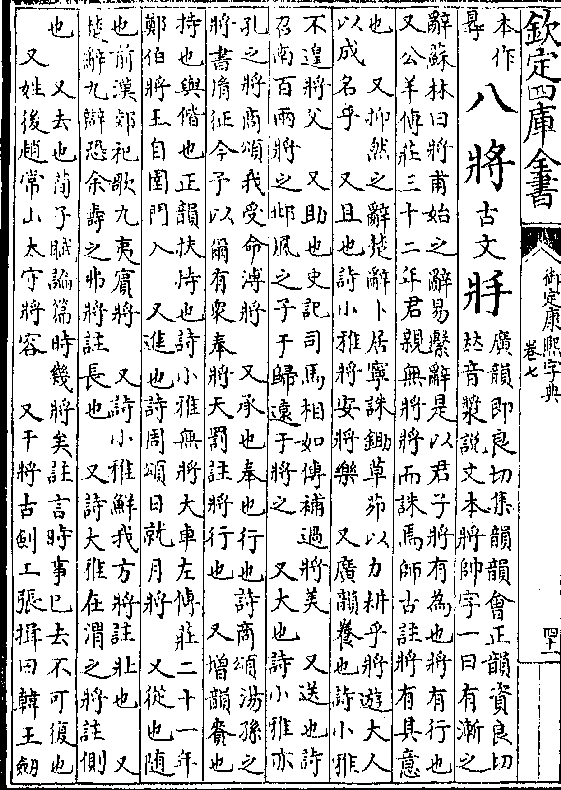 欽定四庫全書
御定康熙字典
卷七
本作
八將古文𤕭
廣韻即良切集韻韻會正韻資良切
𠀤音漿說文本將帥字一曰有漸之
辭蘇林曰將甫始之辭易繫辭是以君子將有為也將有行也
又公羊傳莊三十二年君親無將將而誅焉師古註將有其意
也　又抑然之辭楚辭卜居寧誅鋤草茆以力耕乎將遊大人
以成名乎　又且也詩小雅將安將樂　又廣韻養也詩小雅
不遑將父　又助也史記司馬相如傳補過將美　又送也詩
召南百兩將之邶風之子于歸遠于將之　又大也詩小雅亦
孔之將商頌我受命溥將　又承也奉也行也詩商頌湯孫之
將書𦙍征今予以爾有衆奉將天罰註將行也　又增韻賷也
持也與偕也正韻扶持也詩小雅無將大車左傳莊二十一年
鄭伯將王自圉門入　又進也詩周頌日就月將　又從也隨
也前漢郊祀歌九夷賓將　又詩小雅鮮我方將註壯也　又
楚辭九辯恐余壽之弗將註長也　又詩大雅在渭之將註側
也　又去也荀子賦論篇時幾將矣註言時事已去不可復也
又姓後趙常山太守將容　又干將古劒工張揖曰韓王劒